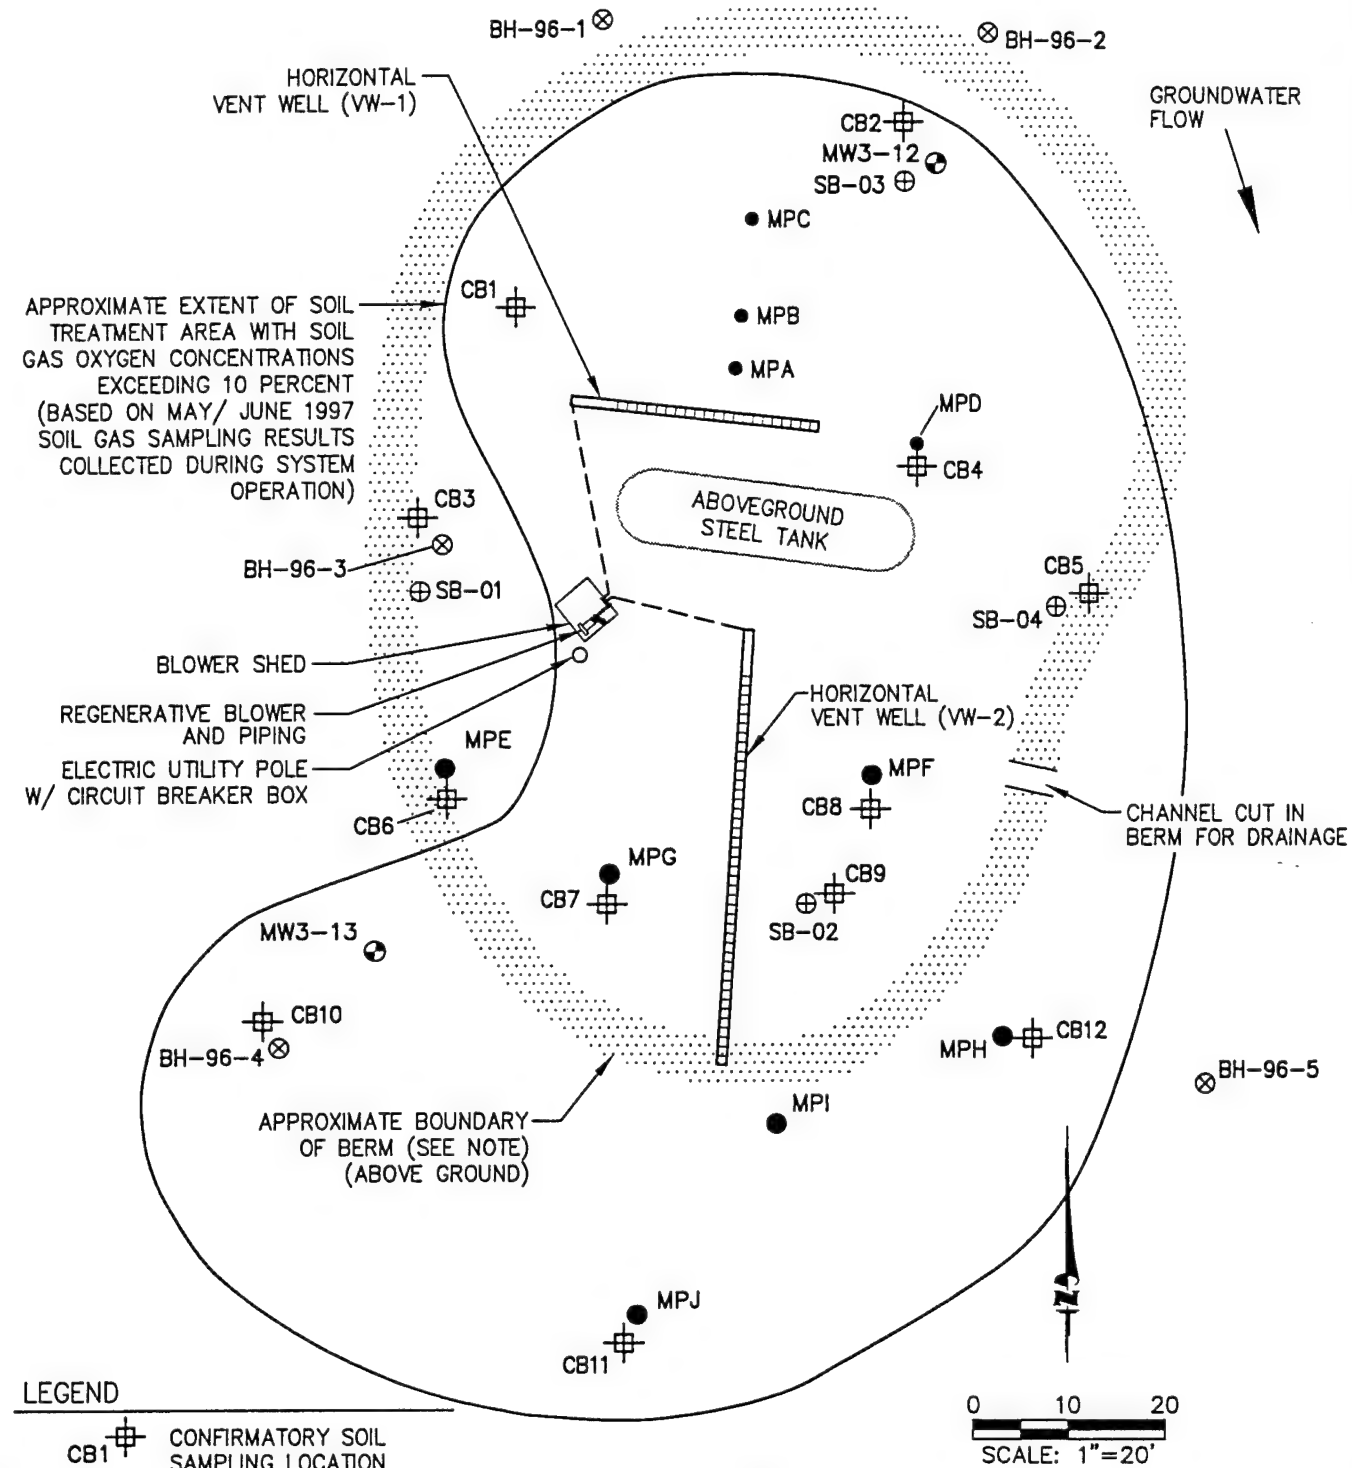 BH-96-1
BH-96-2
HORIZONTAL
VENT WELL (VW-1)
GROUNDWATER
FLOW
CB2
MW3-12
SB-03
MPC
CB1
APPROXIMATE EXTENT OF SOIL
TREATMENT AREA WITH SOIL
GAS OXYGEN CONCENTRATIONS
EXCEEDING 10 PERCENT
(BASED ON MAY/ JUNE 1997
SOIL GAS SAMPLING RESULTS
COLLECTED DURING SYSTEM
OPERATION)
MPB
MPA
MPD
CB4
ABOVEGROUND
STEEL TANK
CB3
BH-96-3
SB-01
CB5
SB-04
BLOWER SHED
REGENERATIVE BLOWER
AND PIPING
ELECTRIC UTILITY POLE
W/ CIRCUIT BREAKER BOX
HORIZONTAL
VENT WELL (VW-2)
MPE
CB6
MPF
CB8
CHANNEL CUT IN
BERM FOR DRAINAGE
MPG
CB7
CB9
SB-02
MW3-13
CB10
BH-96-4
MPH
CB12
BH-96-5
MPI
APPROXIMATE BOUNDARY
OF BERM (SEE NOTE)
(ABOVE GROUND)
N
MPJ
CB11
LEGEND
CB1
CONFIRMATORY SOIL
SAMPLING LOCATION
0 10 20
SCALE: 1"=20'